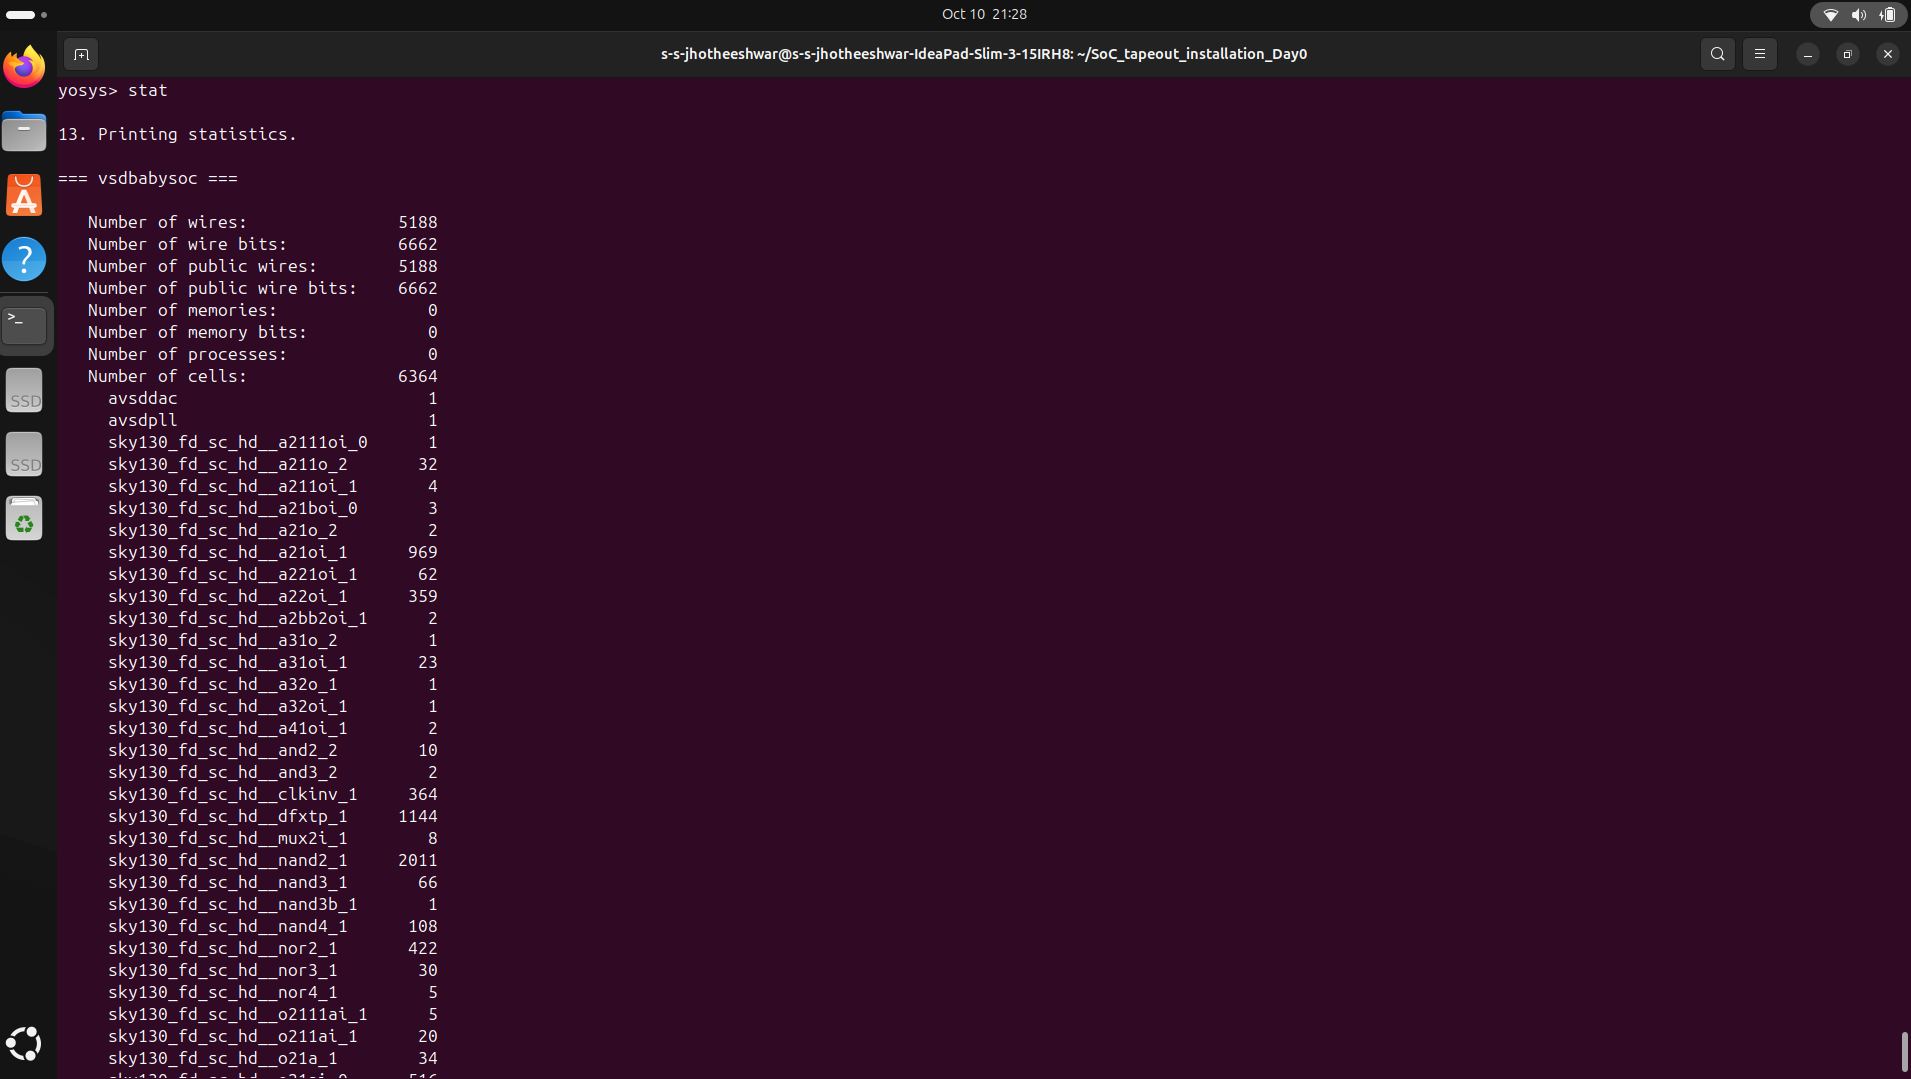 Oct 10 21:28
s-s-jhotheeshwar@s-s-jhotheeshwar-IdeaPad-Slim-3-15IRH8: ~/SoC_tapeout_installation_Day0
yosys> stat
13. Printing statistics.
=== vsdbabysoc ===
Number of wires: 5188
Number of wire bits: 6662
Number of public wires: 5188
Number of public wire bits: 6662
Number of memories: 0
Number of memory bits: 0
Number of processes: 0
Number of cells: 6364
avsddac 1
avsdpll 1
sky130_fd_sc_hd__a2111oi_0 1
sky130_fd_sc_hd__a211o_2 32
sky130_fd_sc_hd__a211oi_1 4
sky130_fd_sc_hd__a21boi_0 3
sky130_fd_sc_hd__a21o_2 2
sky130_fd_sc_hd__a21oi_1 969
sky130_fd_sc_hd__a221oi_1 62
sky130_fd_sc_hd__a22oi_1 359
sky130_fd_sc_hd__a2bb2oi_1 2
sky130_fd_sc_hd__a31o_2 1
sky130_fd_sc_hd__a31oi_1 23
sky130_fd_sc_hd__a32o_1 1
sky130_fd_sc_hd__a32oi_1 1
sky130_fd_sc_hd__a41oi_1 2
sky130_fd_sc_hd__and2_2 10
sky130_fd_sc_hd__and3_2 2
sky130_fd_sc_hd__clkinv_1 364
sky130_fd_sc_hd__dfxtp_1 1144
sky130_fd_sc_hd__mux2i_1 8
sky130_fd_sc_hd__nand2_1 2011
sky130_fd_sc_hd__nand3_1 66
sky130_fd_sc_hd__nand3b_1 1
sky130_fd_sc_hd__nand4_1 108
sky130_fd_sc_hd__nor2_1 422
sky130_fd_sc_hd__nor3_1 30
sky130_fd_sc_hd__nor4_1 5
sky130_fd_sc_hd__o2111ai_1 5
sky130_fd_sc_hd__o211ai_1 20
sky130_fd_sc_hd__o21a_1 34
SSD
SSD